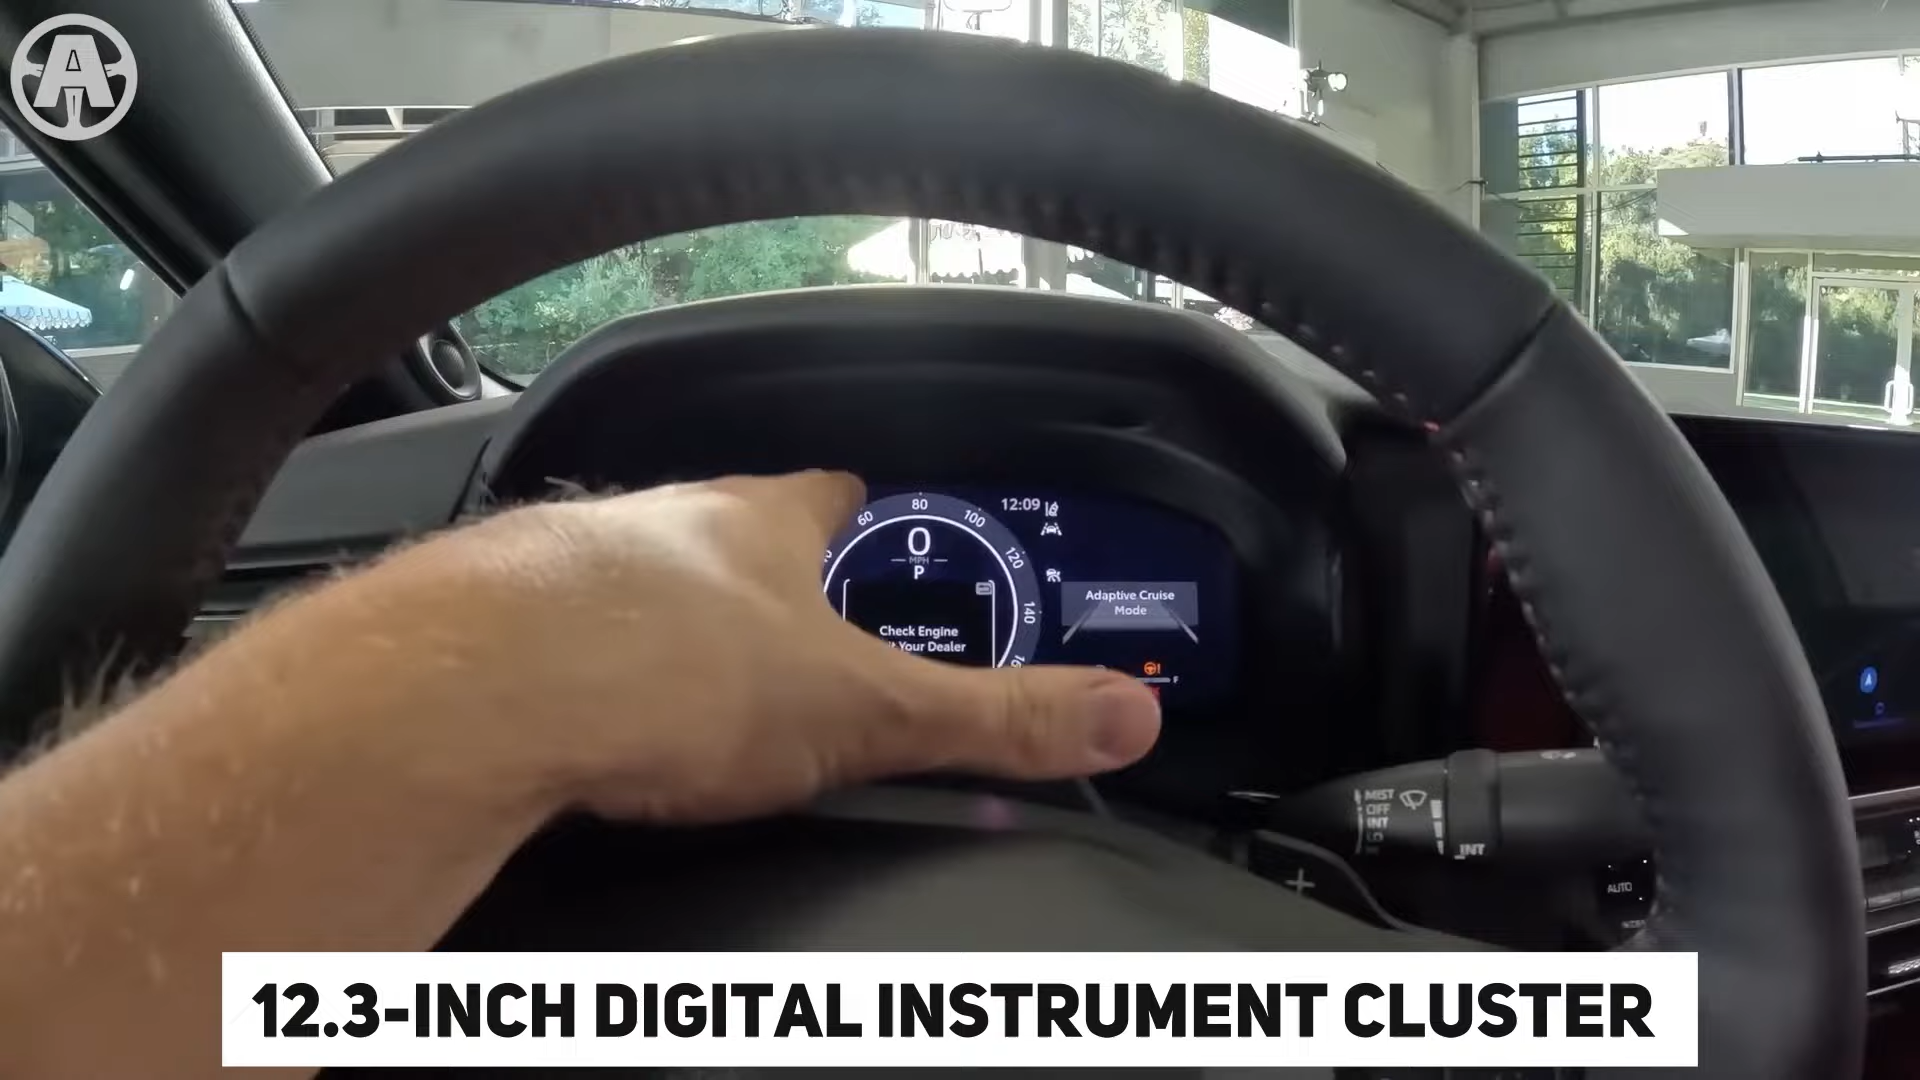 A
80
60
100
12:09
0
MPH
120
P
140
Adaptive Cruise
Mode
Check Engine
Your Dealer
F
MIST
OFF
INT
LO
INT
AUTO
12.3-INCH DIGITAL INSTRUMENT CLUSTER